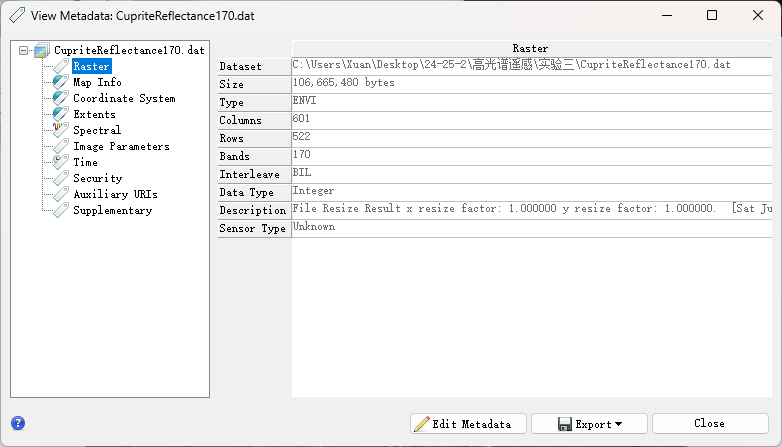 View Metadata: CupriteReflectance170.dat
CupriteReflectance170.dat
Raster
Map Info
Coordinate System
Extents
Spectral
Image Parameters
Time
Security
Auxiliary URIs
Supplementary
Raster
Dataset C:\Users\Xuan\Desktop\24-25-2\高光谱遥感\实验三\CupriteReflectance170.dat
Size 106,665,480 bytes
Type ENVI
Columns 601
Rows 522
Bands 170
Interleave BIL
Data Type Integer
Description File Resize Result x resize factor: 1.000000 y resize factor: 1.000000. [Sat Ju
Sensor Type Unknown
Edit Metadata Export Close